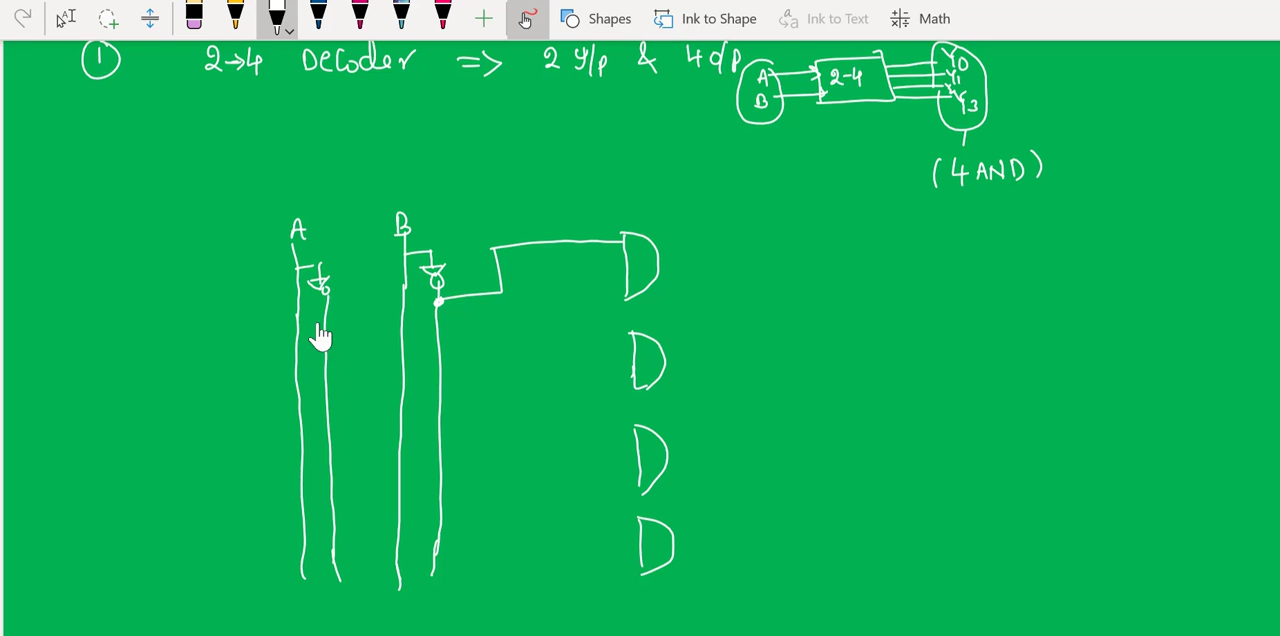 Shapes Ink to Shape Ink to Text Math
① 2→4 Decoder => 2 i/p & 4 o/p
A 2-4 Y0
B Y1
Y3
(4 AND)
A B